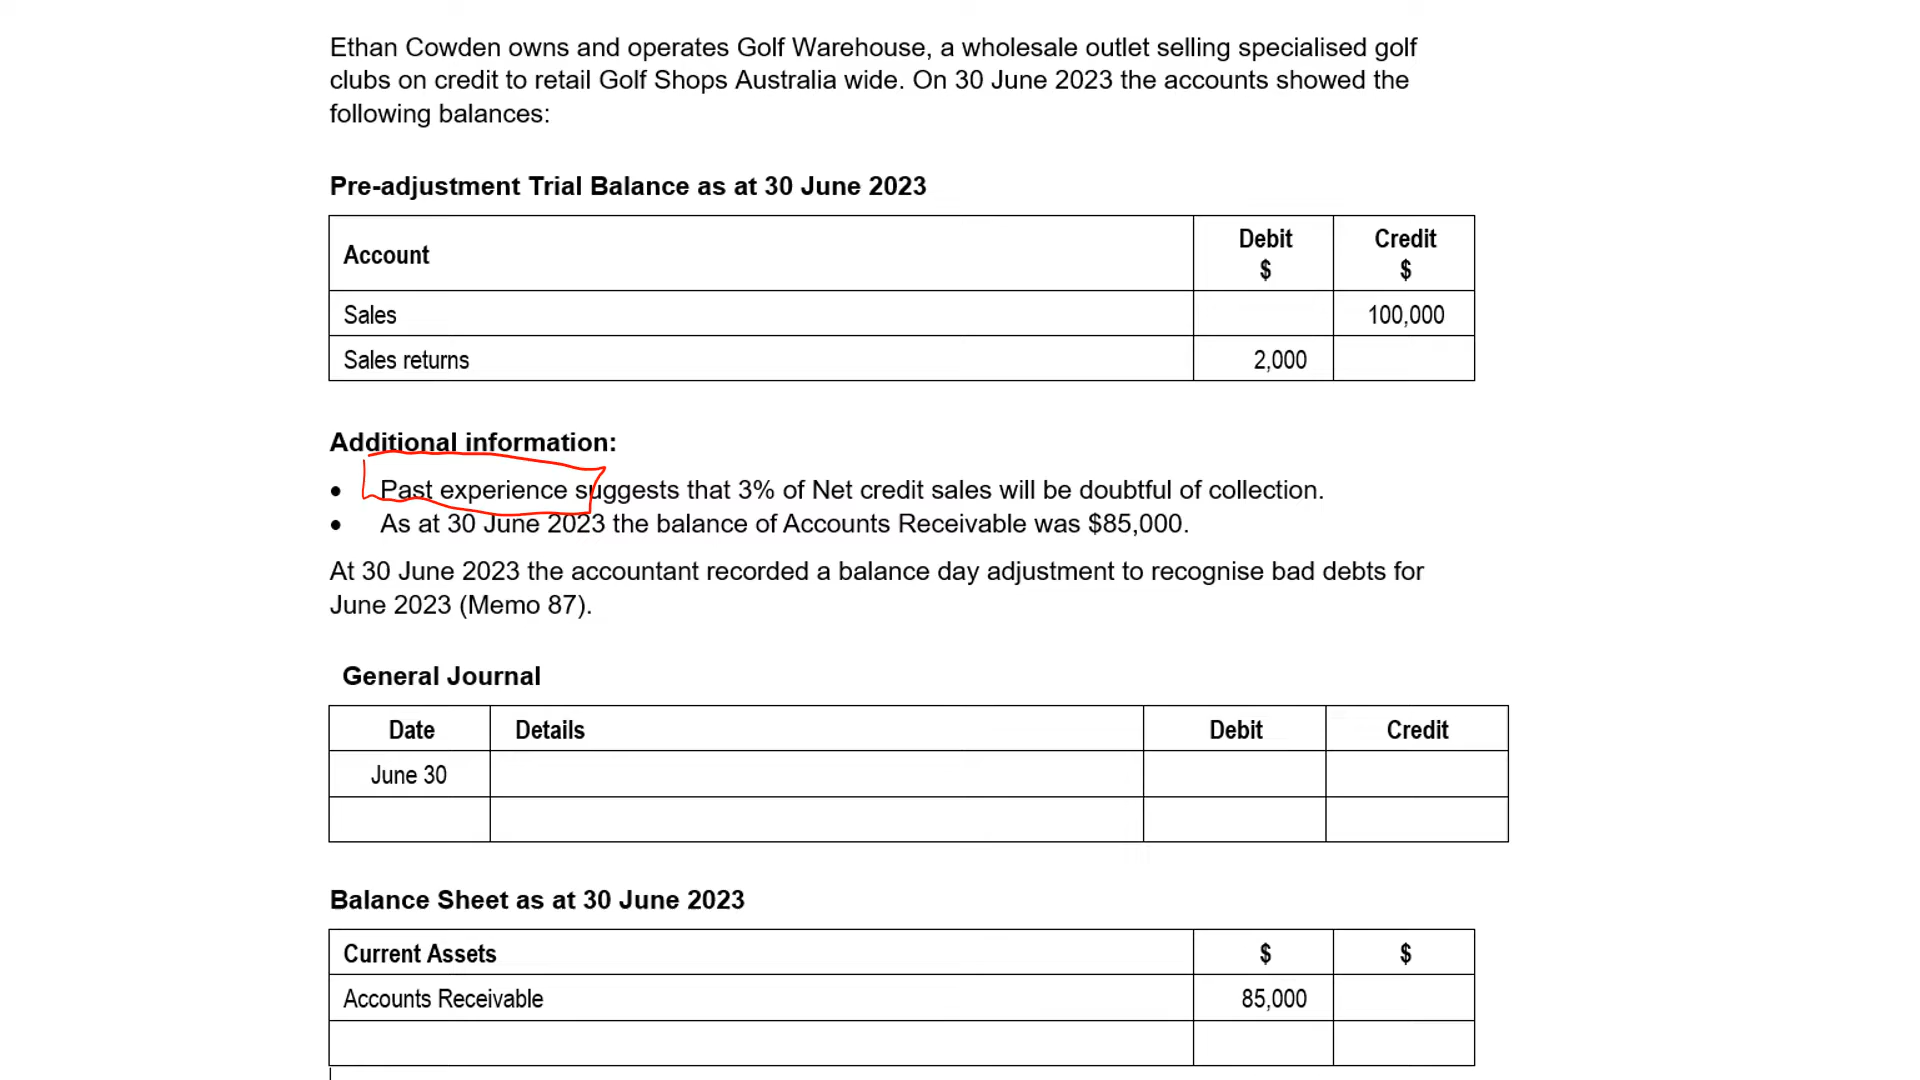 Ethan Cowden owns and operates Golf Warehouse, a wholesale outlet selling specialised golf
clubs on credit to retail Golf Shops Australia wide. On 30 June 2023 the accounts showed the
following balances:
Pre-adjustment Trial Balance as at 30 June 2023
Account Debit $ Credit $
Sales 100,000
Sales returns 2,000
Additional information:
• Past experience suggests that 3% of Net credit sales will be doubtful of collection.
• As at 30 June 2023 the balance of Accounts Receivable was $85,000.
At 30 June 2023 the accountant recorded a balance day adjustment to recognise bad debts for
June 2023 (Memo 87).
General Journal
Date Details Debit Credit
June 30
Balance Sheet as at 30 June 2023
Current Assets $ $
Accounts Receivable 85,000